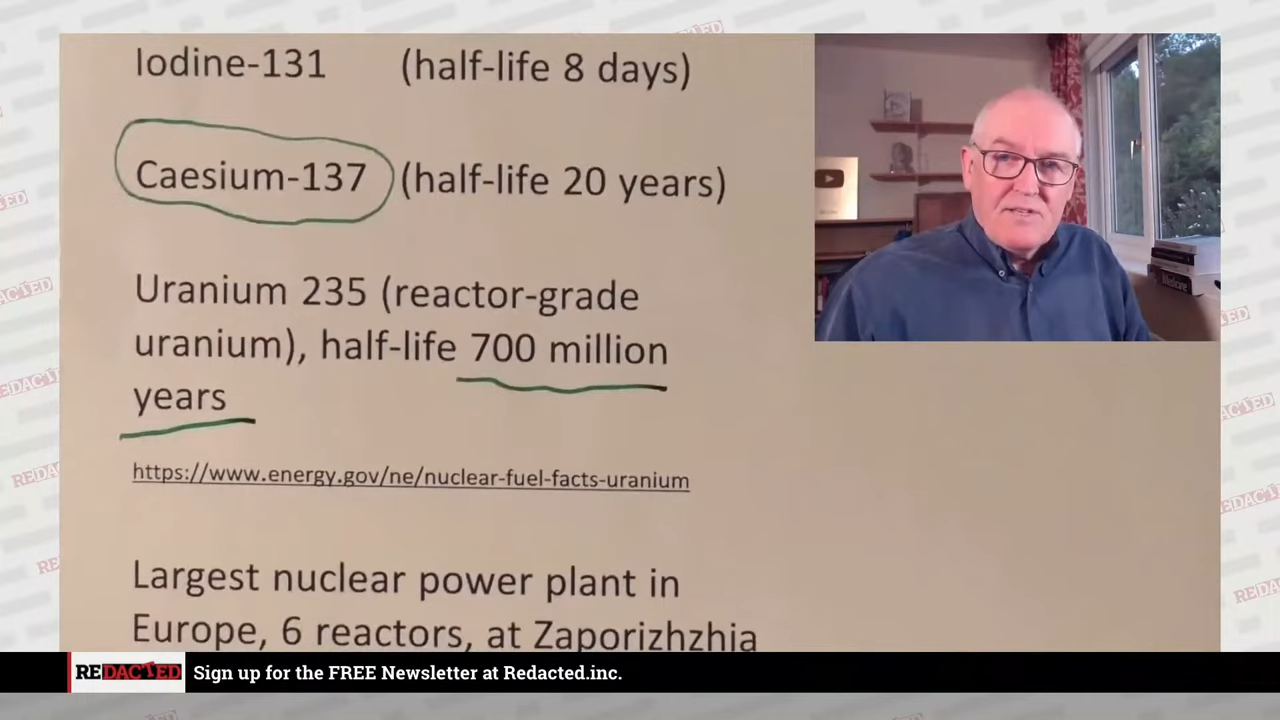 Iodine-131 (half-life 8 days)
Caesium-137 (half-life 20 years)
Uranium 235 (reactor-grade
uranium), half-life 700 million
years
https://www.energy.gov/ne/nuclear-fuel-facts-uranium
Largest nuclear power plant in
Europe, 6 reactors, at Zaporizhzhia
Medicine
REDACTED Sign up for the FREE Newsletter at Redacted.inc.